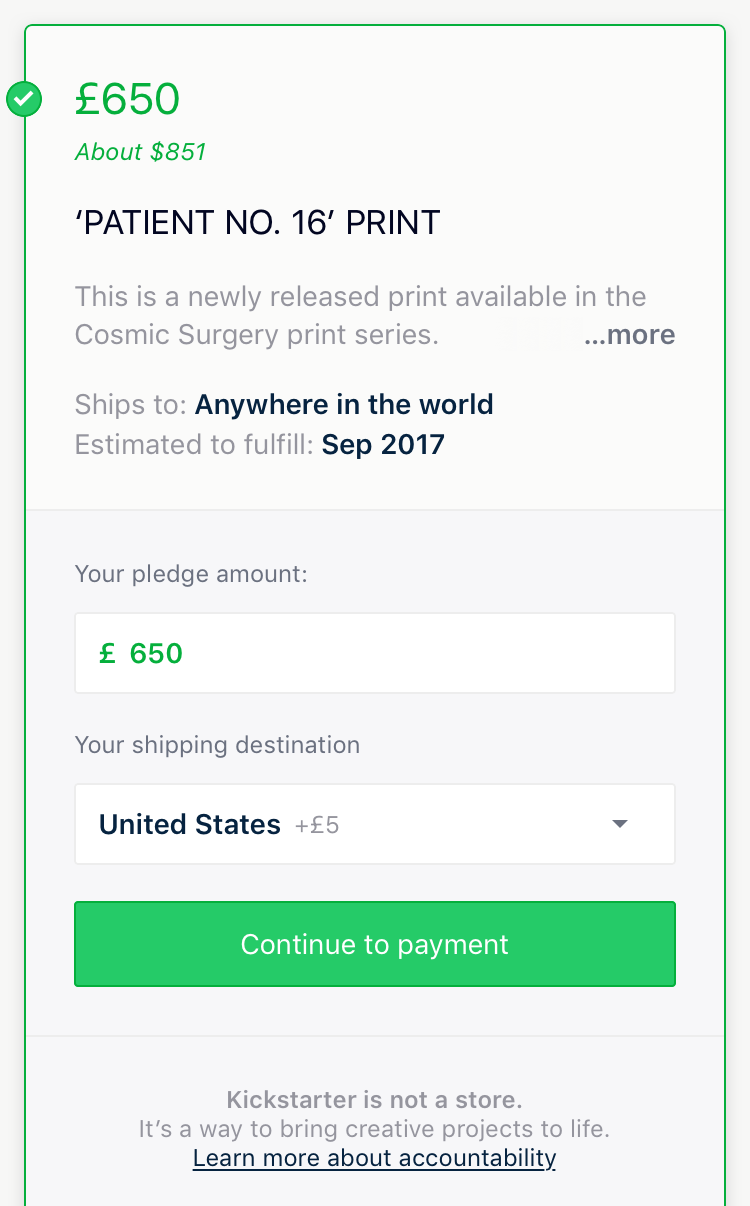 £650
About $851
‘PATIENT NO. 16’ PRINT
This is a newly released print available in the
Cosmic Surgery print series. ...more
Ships to: Anywhere in the world
Estimated to fulfill: Sep 2017
Your pledge amount:
£ 650
Your shipping destination
United States +£5
Continue to payment
Kickstarter is not a store.
It’s a way to bring creative projects to life.
Learn more about accountability